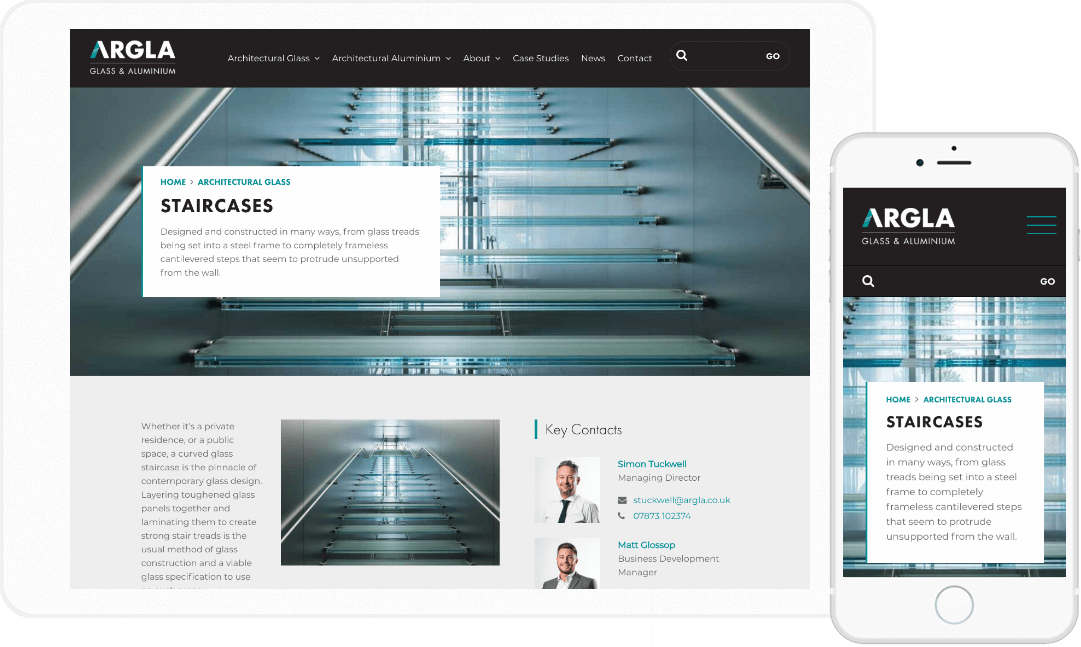 ARGLA
GLASS & ALUMINIUM
Architectural Glass
Architectural Aluminium
About
Case Studies
News
Contact
GO
HOME > ARCHITECTURAL GLASS
STAIRCASES
Designed and constructed in many ways, from glass treads
being set into a steel frame to completely frameless
cantilevered steps that seem to protrude unsupported
from the wall.
Whether it's a private
residence, or a public
space, a curved glass
staircase is the pinnacle of
contemporary glass design.
Layering toughened glass
panels together and
laminating them to create
strong stair treads is the
usual method of glass
construction and a viable
glass specification to use
Key Contacts
Simon Tuckwell
Managing Director
stuckwell@argla.co.uk
07873 102374
Matt Glossop
Business Development
Manager
ARGLA
GLASS & ALUMINIUM
GO
HOME > ARCHITECTURAL GLASS
STAIRCASES
Designed and constructed
in many ways, from glass
treads being set into a steel
frame to completely
frameless cantilevered steps
that seem to protrude
unsupported from the wall.